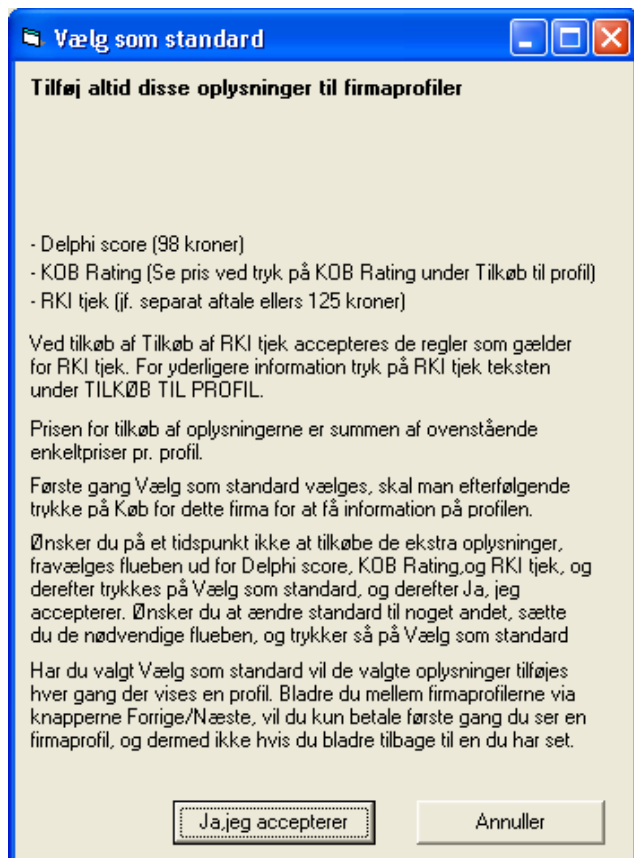 Vælg som standard
Tilføj altid disse oplysninger til firmaprofiler
- Delphi score (98 kroner)
- KOB Rating (Se pris ved tryk på KOB Rating under Tilkøb til profil)
- RKI tjek (jf. separat aftale ellers 125 kroner)
Ved tilkøb af Tilkøb af RKI tjek accepteres de regler som gælder
for RKI tjek. For yderligere information tryk på RKI tjek teksten
under TILKØB TIL PROFIL.
Prisen for tilkøb af oplysningerne er summen af ovenstående
enkeltpriser pr. profil.
Første gang Vælg som standard vælges, skal man efterfølgende
trykke på Køb for dette firma for at få information på profilen.
Ønsker du på et tidspunkt ikke at tilkøbe de ekstra oplysninger,
fravælges flueben ud for Delphi score, KOB Rating,og RKI tjek, og
derefter trykkes på Vælg som standard, og derefter Ja, jeg
accepterer. Ønsker du at ændre standard til noget andet, sætte
du de nødvendige flueben, og trykker så på Vælg som standard
Har du valgt Vælg som standard vil de valgte oplysninger tilføjes
hver gang der vises en profil. Bladre du mellem firmaprofilerne via
knapperne Forrige/Næste, vil du kun betale første gang du ser en
firmaprofil, og dermed ikke hvis du bladre tilbage til en du har set.
Ja,jeg accepterer
Annuller